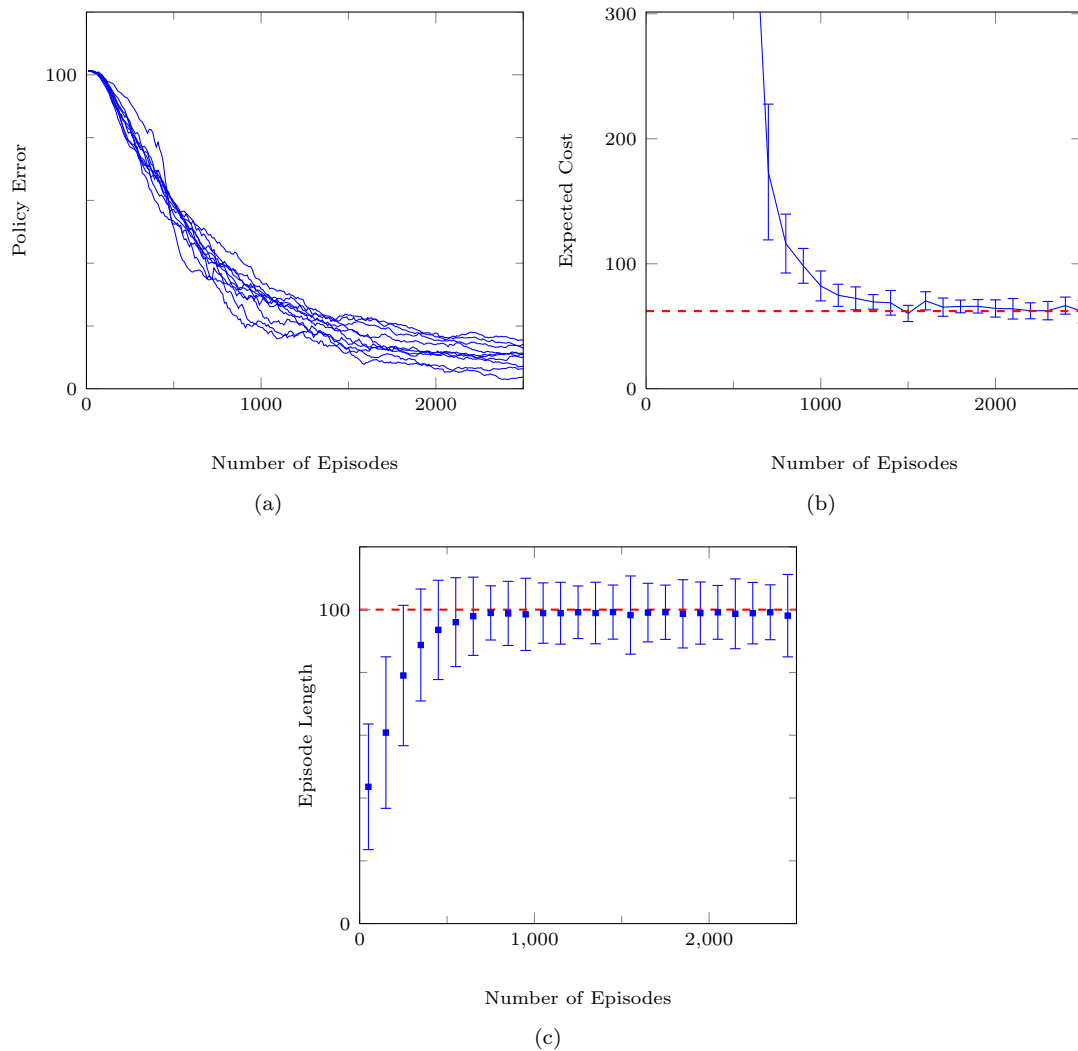 100
0
0
1000
2000
Policy Error
Number of Episodes
(a)
300
200
100
0
0
1000
2000
Expected Cost
Number of Episodes
(b)
100
0
0
1,000
2,000
Episode Length
Number of Episodes
(c)